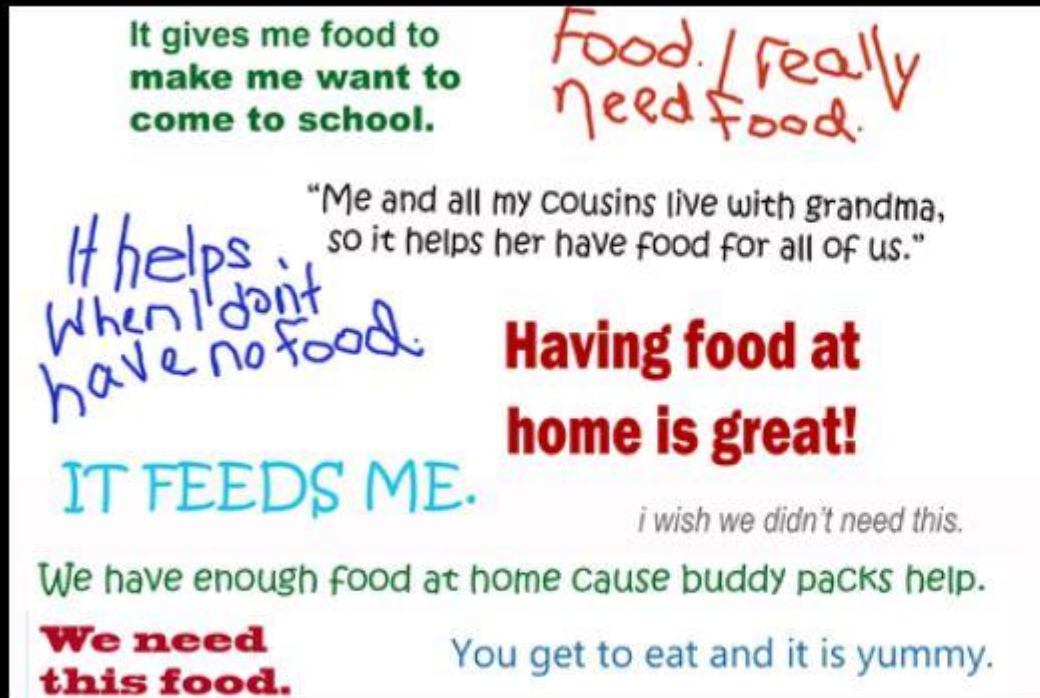 It gives me food to
make me want to
come to school.
Food. I really
need food.
"Me and all my cousins live with grandma,
so it helps her have food for all of us."
It helps
when I don't
have no food.
Having food at
home is great!
IT FEEDS ME.
i wish we didn't need this.
We have enough food at home cause buddy packs help.
We need
this food.
You get to eat and it is yummy.